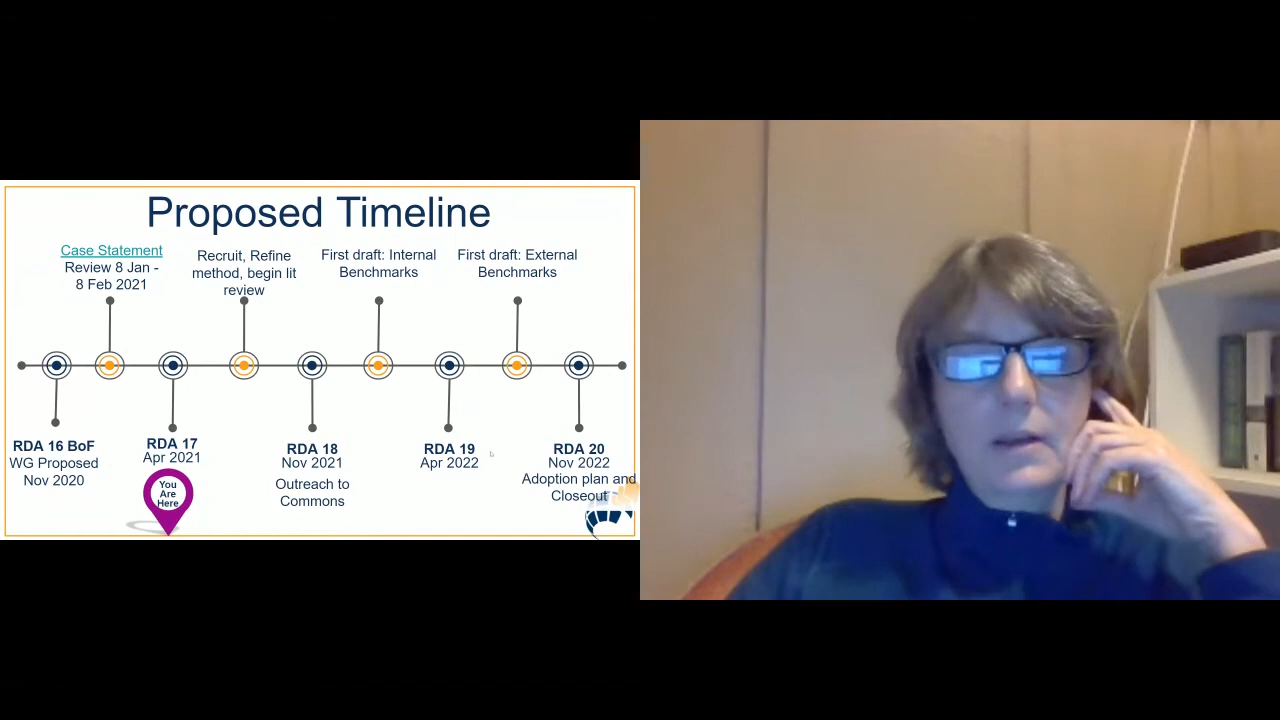 Proposed Timeline
Case Statement
Review 8 Jan -
8 Feb 2021
Recruit, Refine
method, begin lit
review
First draft: Internal
Benchmarks
First draft: External
Benchmarks
RDA 16 BoF
WG Proposed
Nov 2020
RDA 17
Apr 2021
You
Are
Here
RDA 18
Nov 2021
Outreach to
Commons
RDA 19
Apr 2022
RDA 20
Nov 2022
Adoption plan and
Closeout